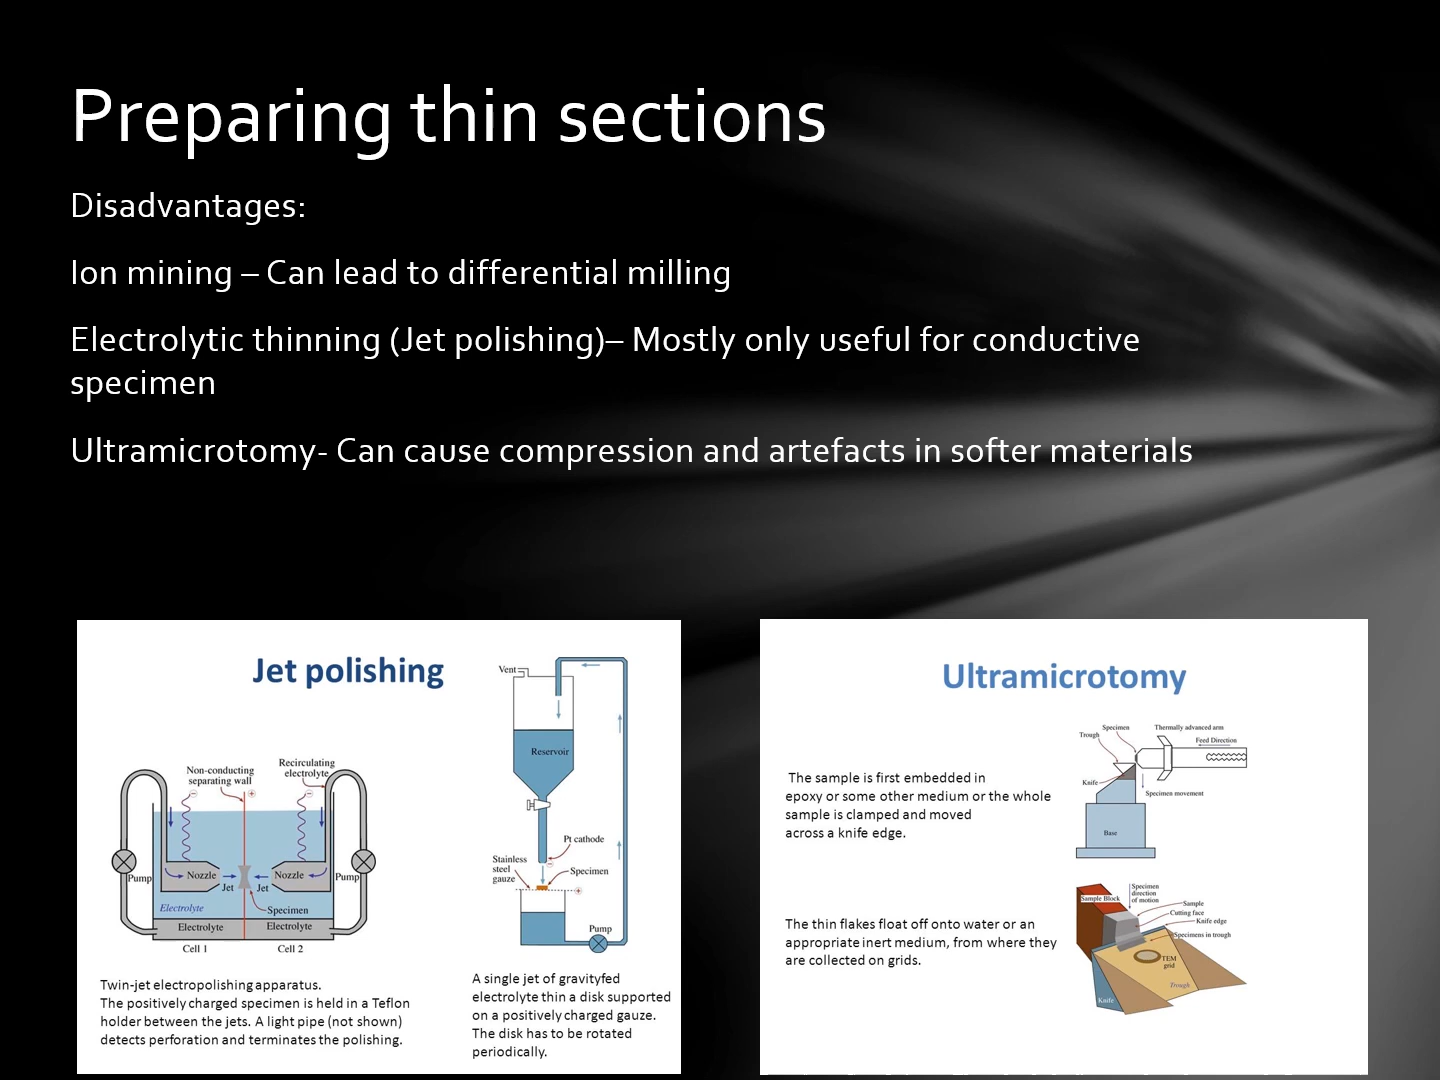 Preparing thin sections
Disadvantages:
Ion mining – Can lead to differential milling
Electrolytic thinning (Jet polishing)– Mostly only useful for conductive
specimen
Ultramicrotomy- Can cause compression and artefacts in softer materials
Jet polishing
Non-conducting
separating wall
Recirculating
electrolyte
Pump
Nozzle
Jet
Jet
Nozzle
Pump
Electrolyte
Specimen
Electrolyte
Electrolyte
Cell 1
Cell 2
Twin-jet electropolishing apparatus.
The positively charged specimen is held in a Teflon
holder between the jets. A light pipe (not shown)
detects perforation and terminates the polishing.
Vent
Reservoir
Pt cathode
Stainless
steel
gauze
Specimen
Pump
A single jet of gravityfed
electrolyte thin a disk supported
on a positively charged gauze.
The disk has to be rotated
periodically.
Ultramicrotomy
The sample is first embedded in
epoxy or some other medium or the whole
sample is clamped and moved
across a knife edge.
Specimen
Thermally advanced arm
Trough
Feed Direction
Knife
Specimen movement
Base
The thin flakes float off onto water or an
appropriate inert medium, from where they
are collected on grids.
Specimen
direction
of motion
Sample Block
Sample
Cutting face
Knife edge
Specimens in trough
TEM
grid
Trough
Knife